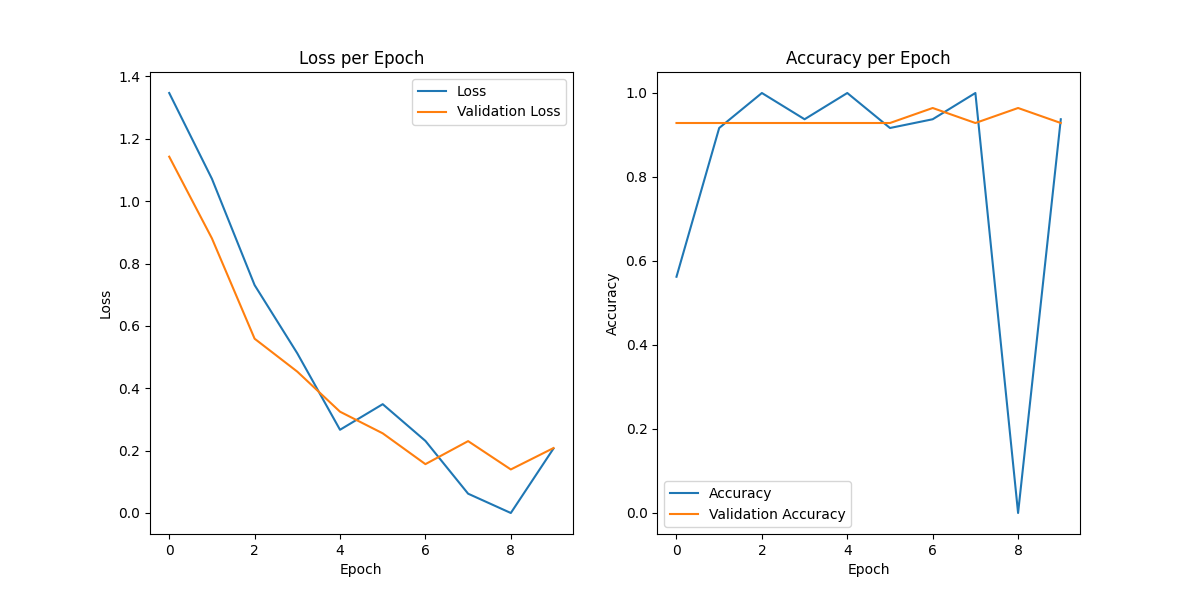 Loss per Epoch
Loss
Validation Loss
1.4
1.2
1.0
0.8
0.6
0.4
0.2
0.0
Loss
0 2 4 6 8
Epoch
Accuracy per Epoch
1.0
0.8
0.6
0.4
0.2
0.0
Accuracy
Accuracy
Validation Accuracy
0 2 4 6 8
Epoch